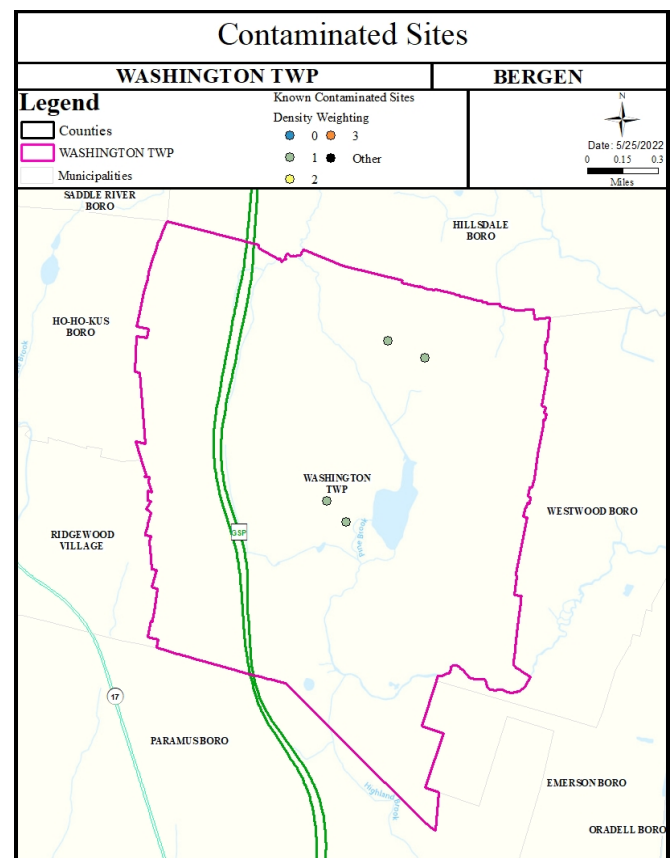 Contaminated Sites
WASHINGTON TWP
BERGEN
Legend
Counties
WASHINGTON TWP
Municipalities
Known Contaminated Sites
Density Weighting
0
3
1
Other
2
N
Date: 5/25/2022
0 0.15 0.3
Miles
SADDLE RIVER
BORO
HILLSDALE
BORO
HO-HO-KUS
BORO
Brook
WASHINGTON
TWP
WESTWOOD BORO
RIDGEWOOD
VILLAGE
GSP
Pine Brook
17
PARAMUS BORO
Highland Brook
EMERSON BORO
ORADELL BORO